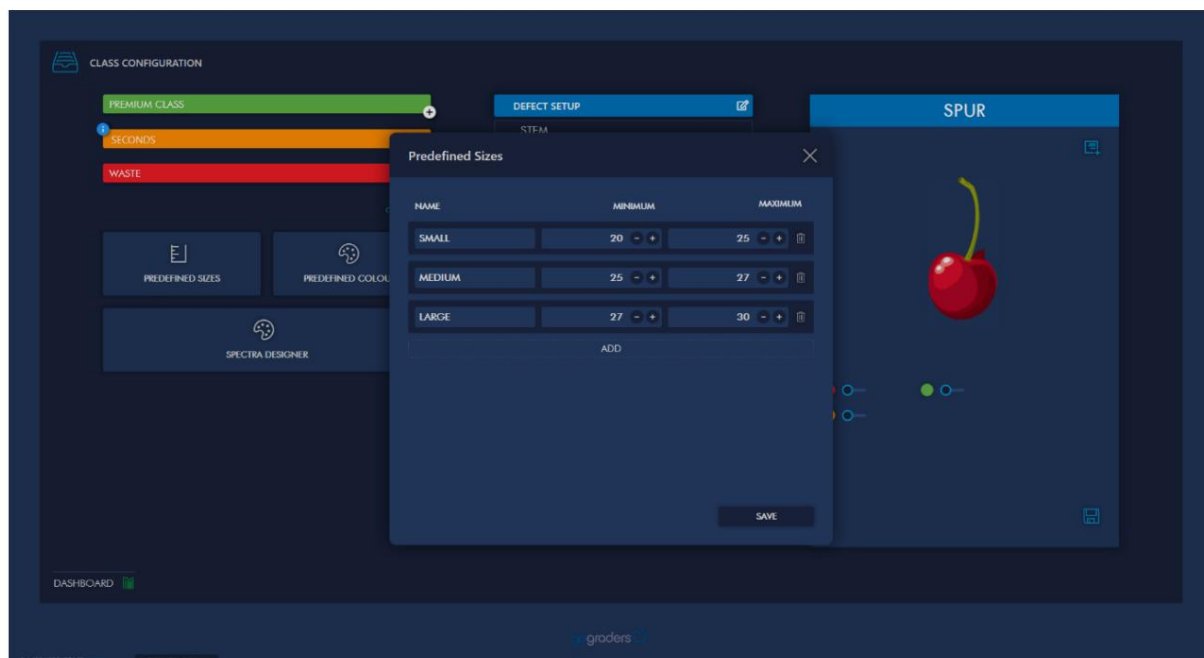 CLASS CONFIGURATION
PREMIUM CLASS
SECONDS
WASTE
PREDEFINED SIZES
PREDEFINED COLOU
SPECTRA DESIGNER
DEFECT SETUP
STEM
SPUR
Predefined Sizes
NAME MINIMUM MAXIMUM
SMALL 20 - + 25 - +
MEDIUM 25 - + 27 - +
LARGE 27 - + 30 - +
ADD
SAVE
DASHBOARD
graders